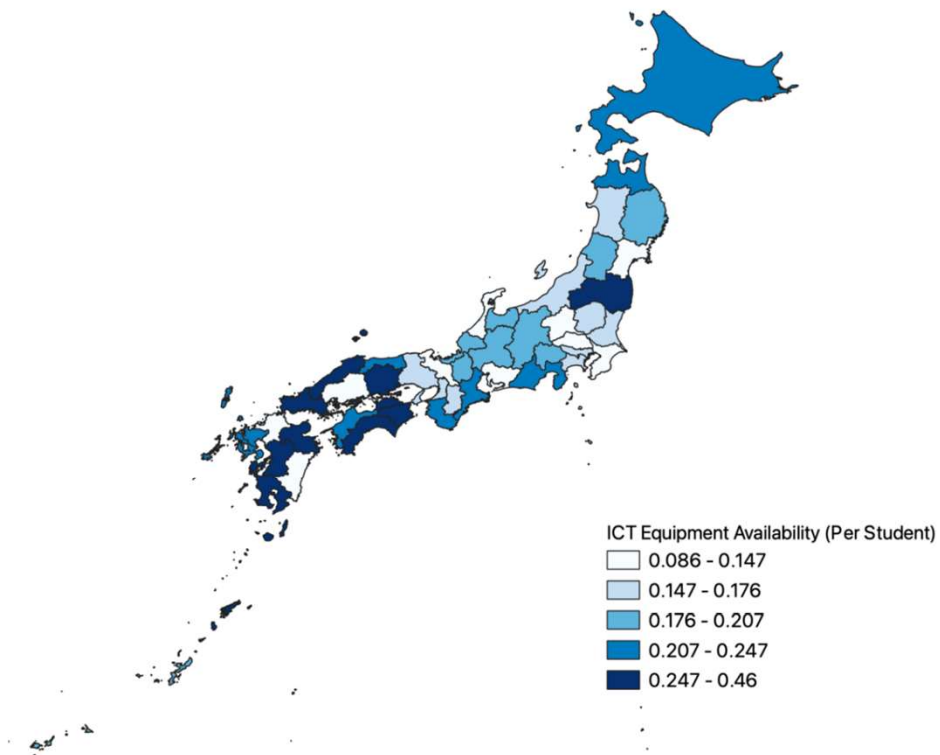 ICT Equipment Availability (Per Student)
0.086 - 0.147
0.147 - 0.176
0.176 - 0.207
0.207 - 0.247
0.247 - 0.46